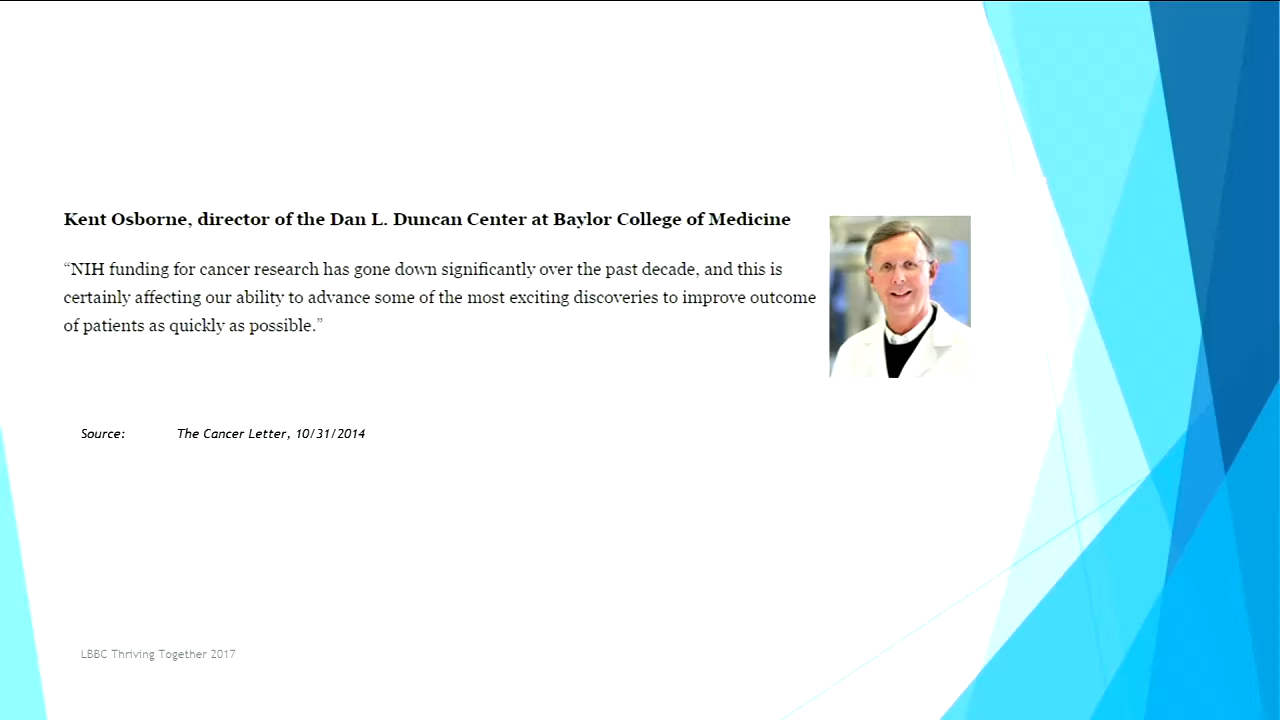 Kent Osborne, director of the Dan L. Duncan Center at Baylor College of Medicine
“NIH funding for cancer research has gone down significantly over the past decade, and this is
certainly affecting our ability to advance some of the most exciting discoveries to improve outcome
of patients as quickly as possible.”
Source: The Cancer Letter, 10/31/2014
LBBC Thriving Together 2017